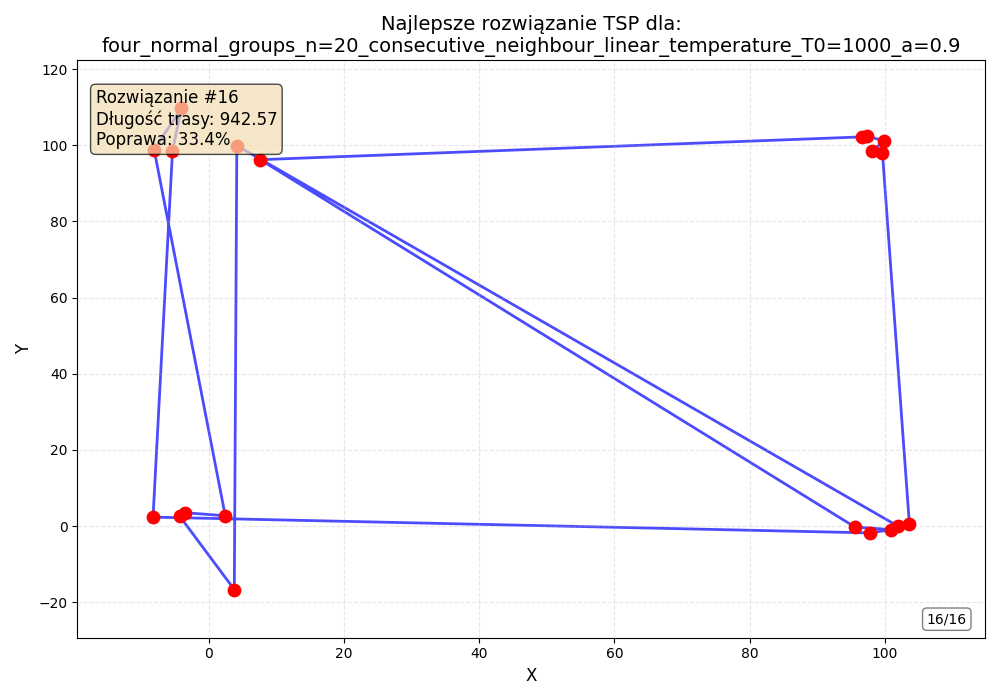 Najlepsze rozwiązanie TSP dla:
four_normal_groups_n=20_consecutive_neighbour_linear_temperature_T0=1000_a=0.9
Rozwiązanie #16
Długość trasy: 942.57
Poprawa: 33.4%
120
100
80
60
40
20
0
−20
Y
16/16
0
20
40
60
80
100
X